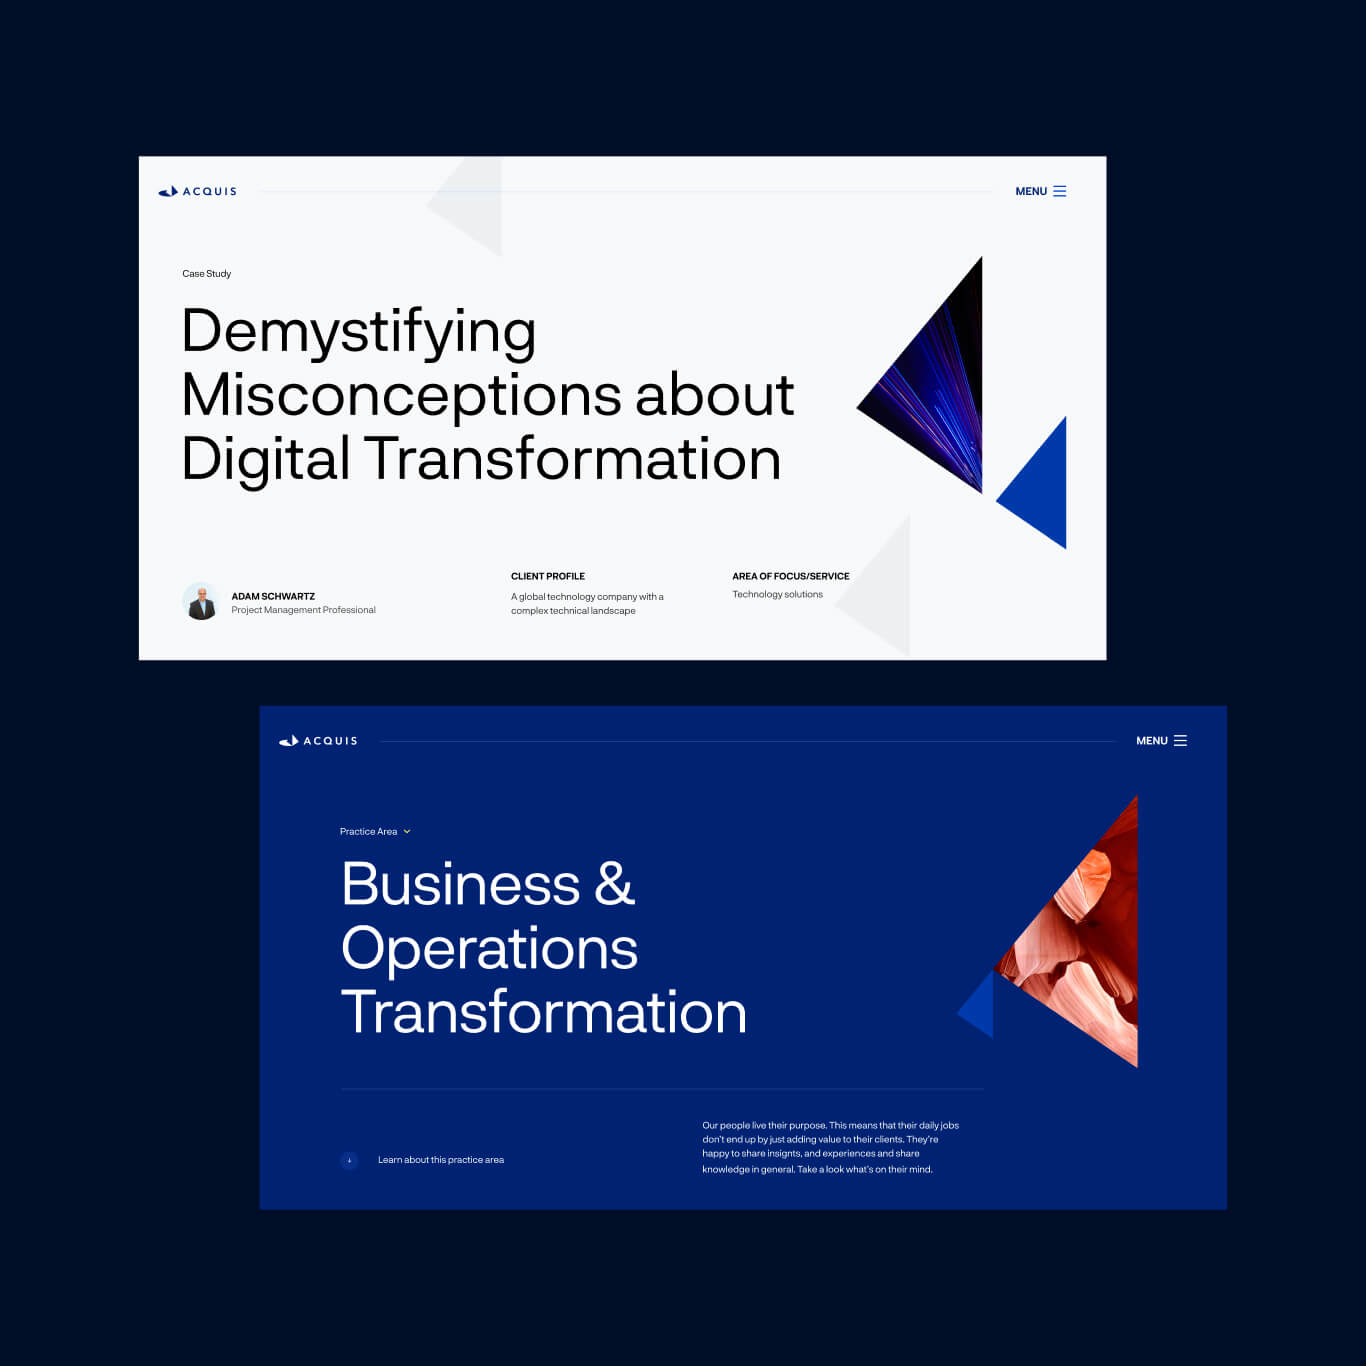 ACQUIS
MENU
Case Study
Demystifying
Misconceptions about
Digital Transformation
ADAM SCHWARTZ
Project Management Professional
CLIENT PROFILE
A global technology company with a
complex technical landscape
AREA OF FOCUS/SERVICE
Technology solutions
ACQUIS
MENU
Practice Area
Business &
Operations
Transformation
Learn about this practice area
Our people live their purpose. This means that their daily jobs
don't end up by just adding value to their clients. They're
happy to share insignts, and experiences and share
knowledge in general. Take a look what's on their mind.